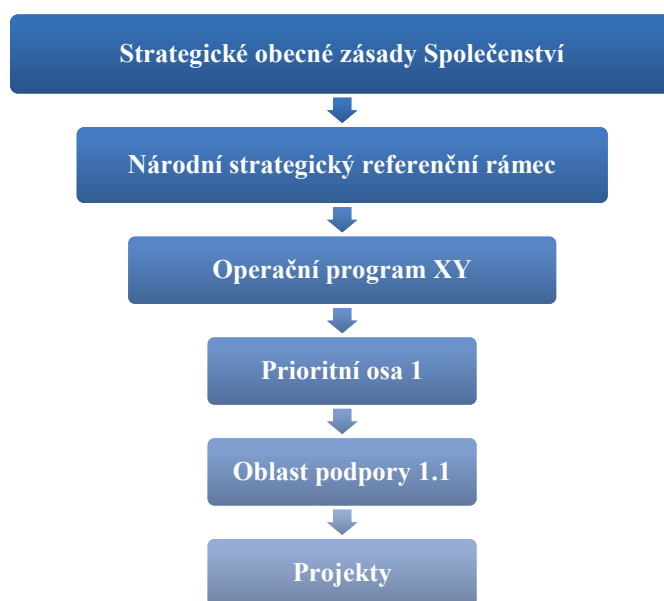 Strategické obecné zásady Společenství
Národní strategický referenční rámec
Operační program XY
Prioritní osa 1
Oblast podpory 1.1
Projekty